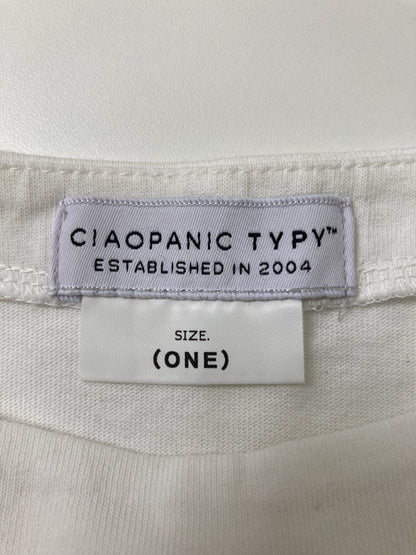 CIAOPANIC TYPY™
ESTABLISHED IN 2004
SIZE.
(ONE)